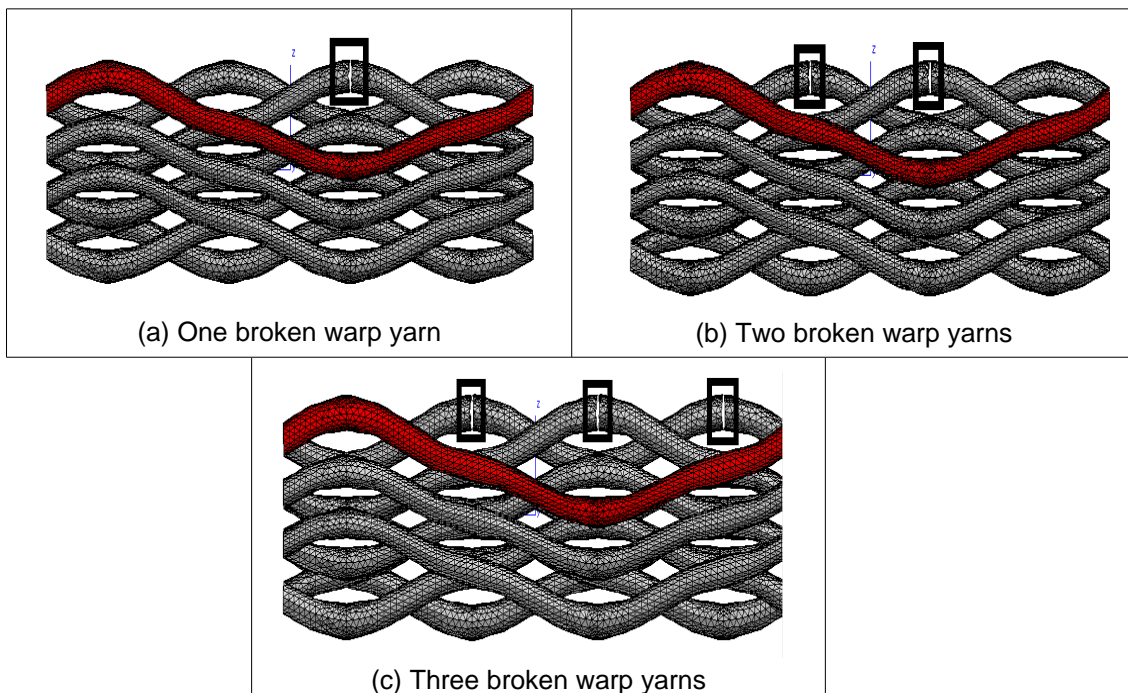 z
z
(a) One broken warp yarn
(b) Two broken warp yarns
z
(c) Three broken warp yarns